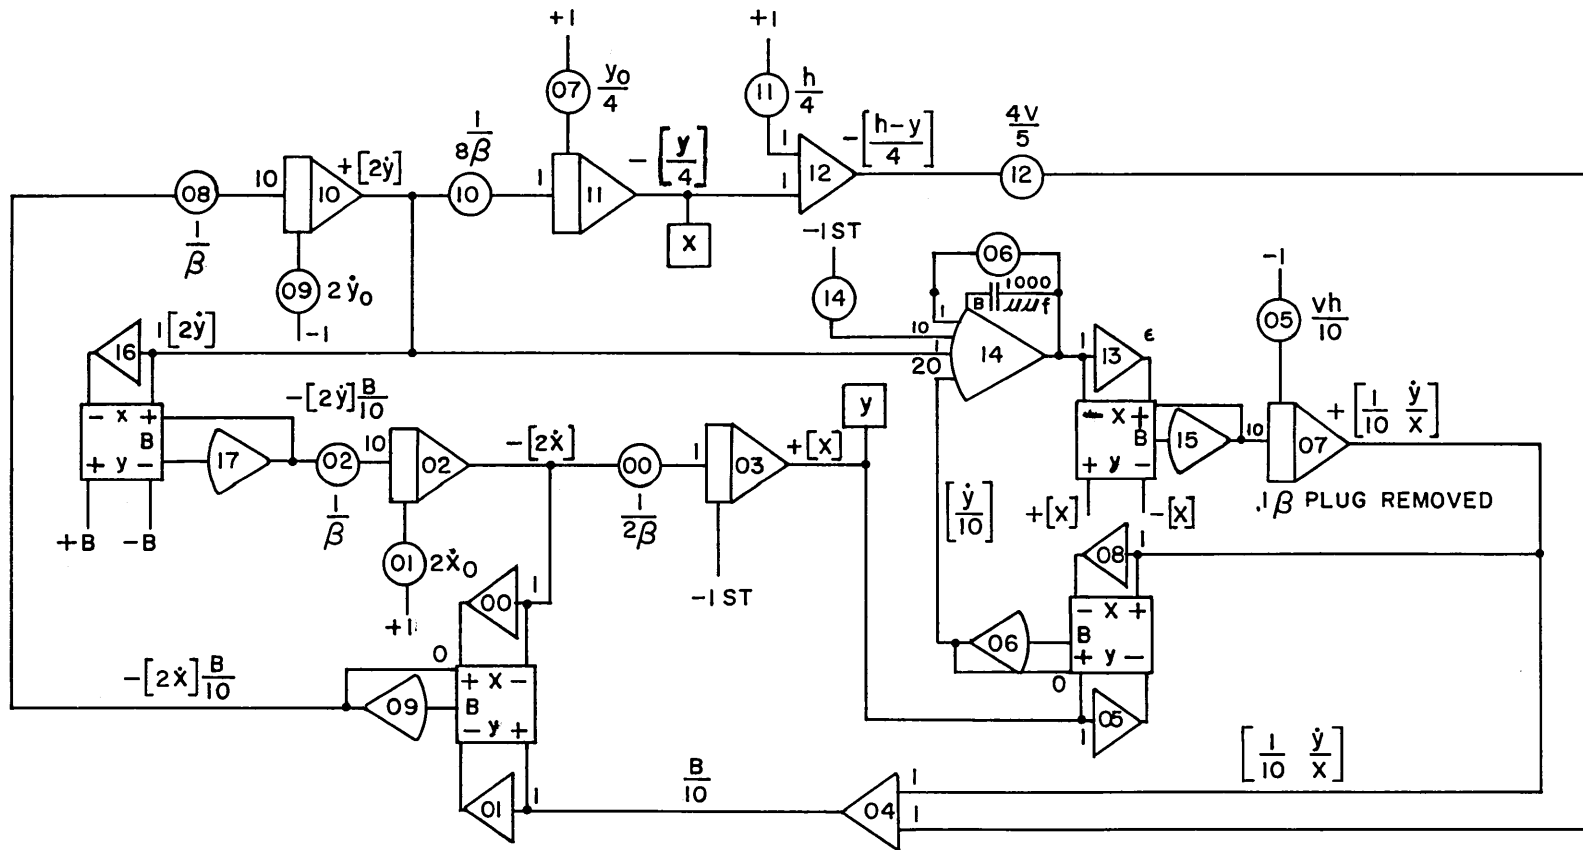 +1
07 y₀/4
+1
11 h/4
1
08
1/β
10
10
+[2ẏ]
1/8β
10
1
11
-[y/4]
X
1
1
12
-[h-y/4]
4V/5
12
09 2ẏ₀
-1
-1 ST
14
06
1000
B μμf
1
10
1
20
14
1
13
ε
-1
05 Vh/10
16
1[2ẏ]
- X +
B
+ y -
+B -B
-[2ẏ]B/10
17
02
1/β
10
02
-[2ẋ]
01 2ẋ₀
+1
00
1/2β
1
03
+[X]
-1 ST
y
- X +
B
+ y -
15
10
07
+[1/10 ẏ/X]
.1β PLUG REMOVED
+[X] -[X]
[ẏ/10]
08
1
- X +
B
+ y -
06
0
05
1
00
1
0
+ X -
B
- y +
09
-[2ẋ]B/10
01
1
B/10
04
1
1
[1/10 ẏ/X]